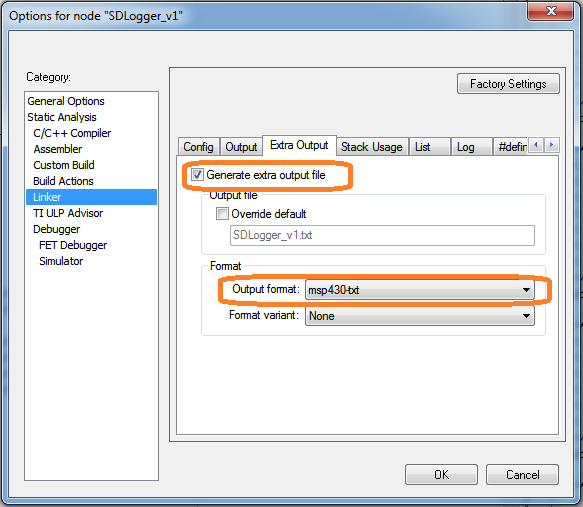 Options for node "SDLogger_v1"
Category:
Factory Settings
General Options
Static Analysis
C/C++ Compiler
Assembler
Custom Build
Build Actions
Linker
TI ULP Advisor
Debugger
FET Debugger
Simulator
Config Output Extra Output Stack Usage List Log #defin
Generate extra output file
Output file
Override default
SDLogger_v1.txt
Format
Output format: msp430-txt
Format variant: None
OK Cancel